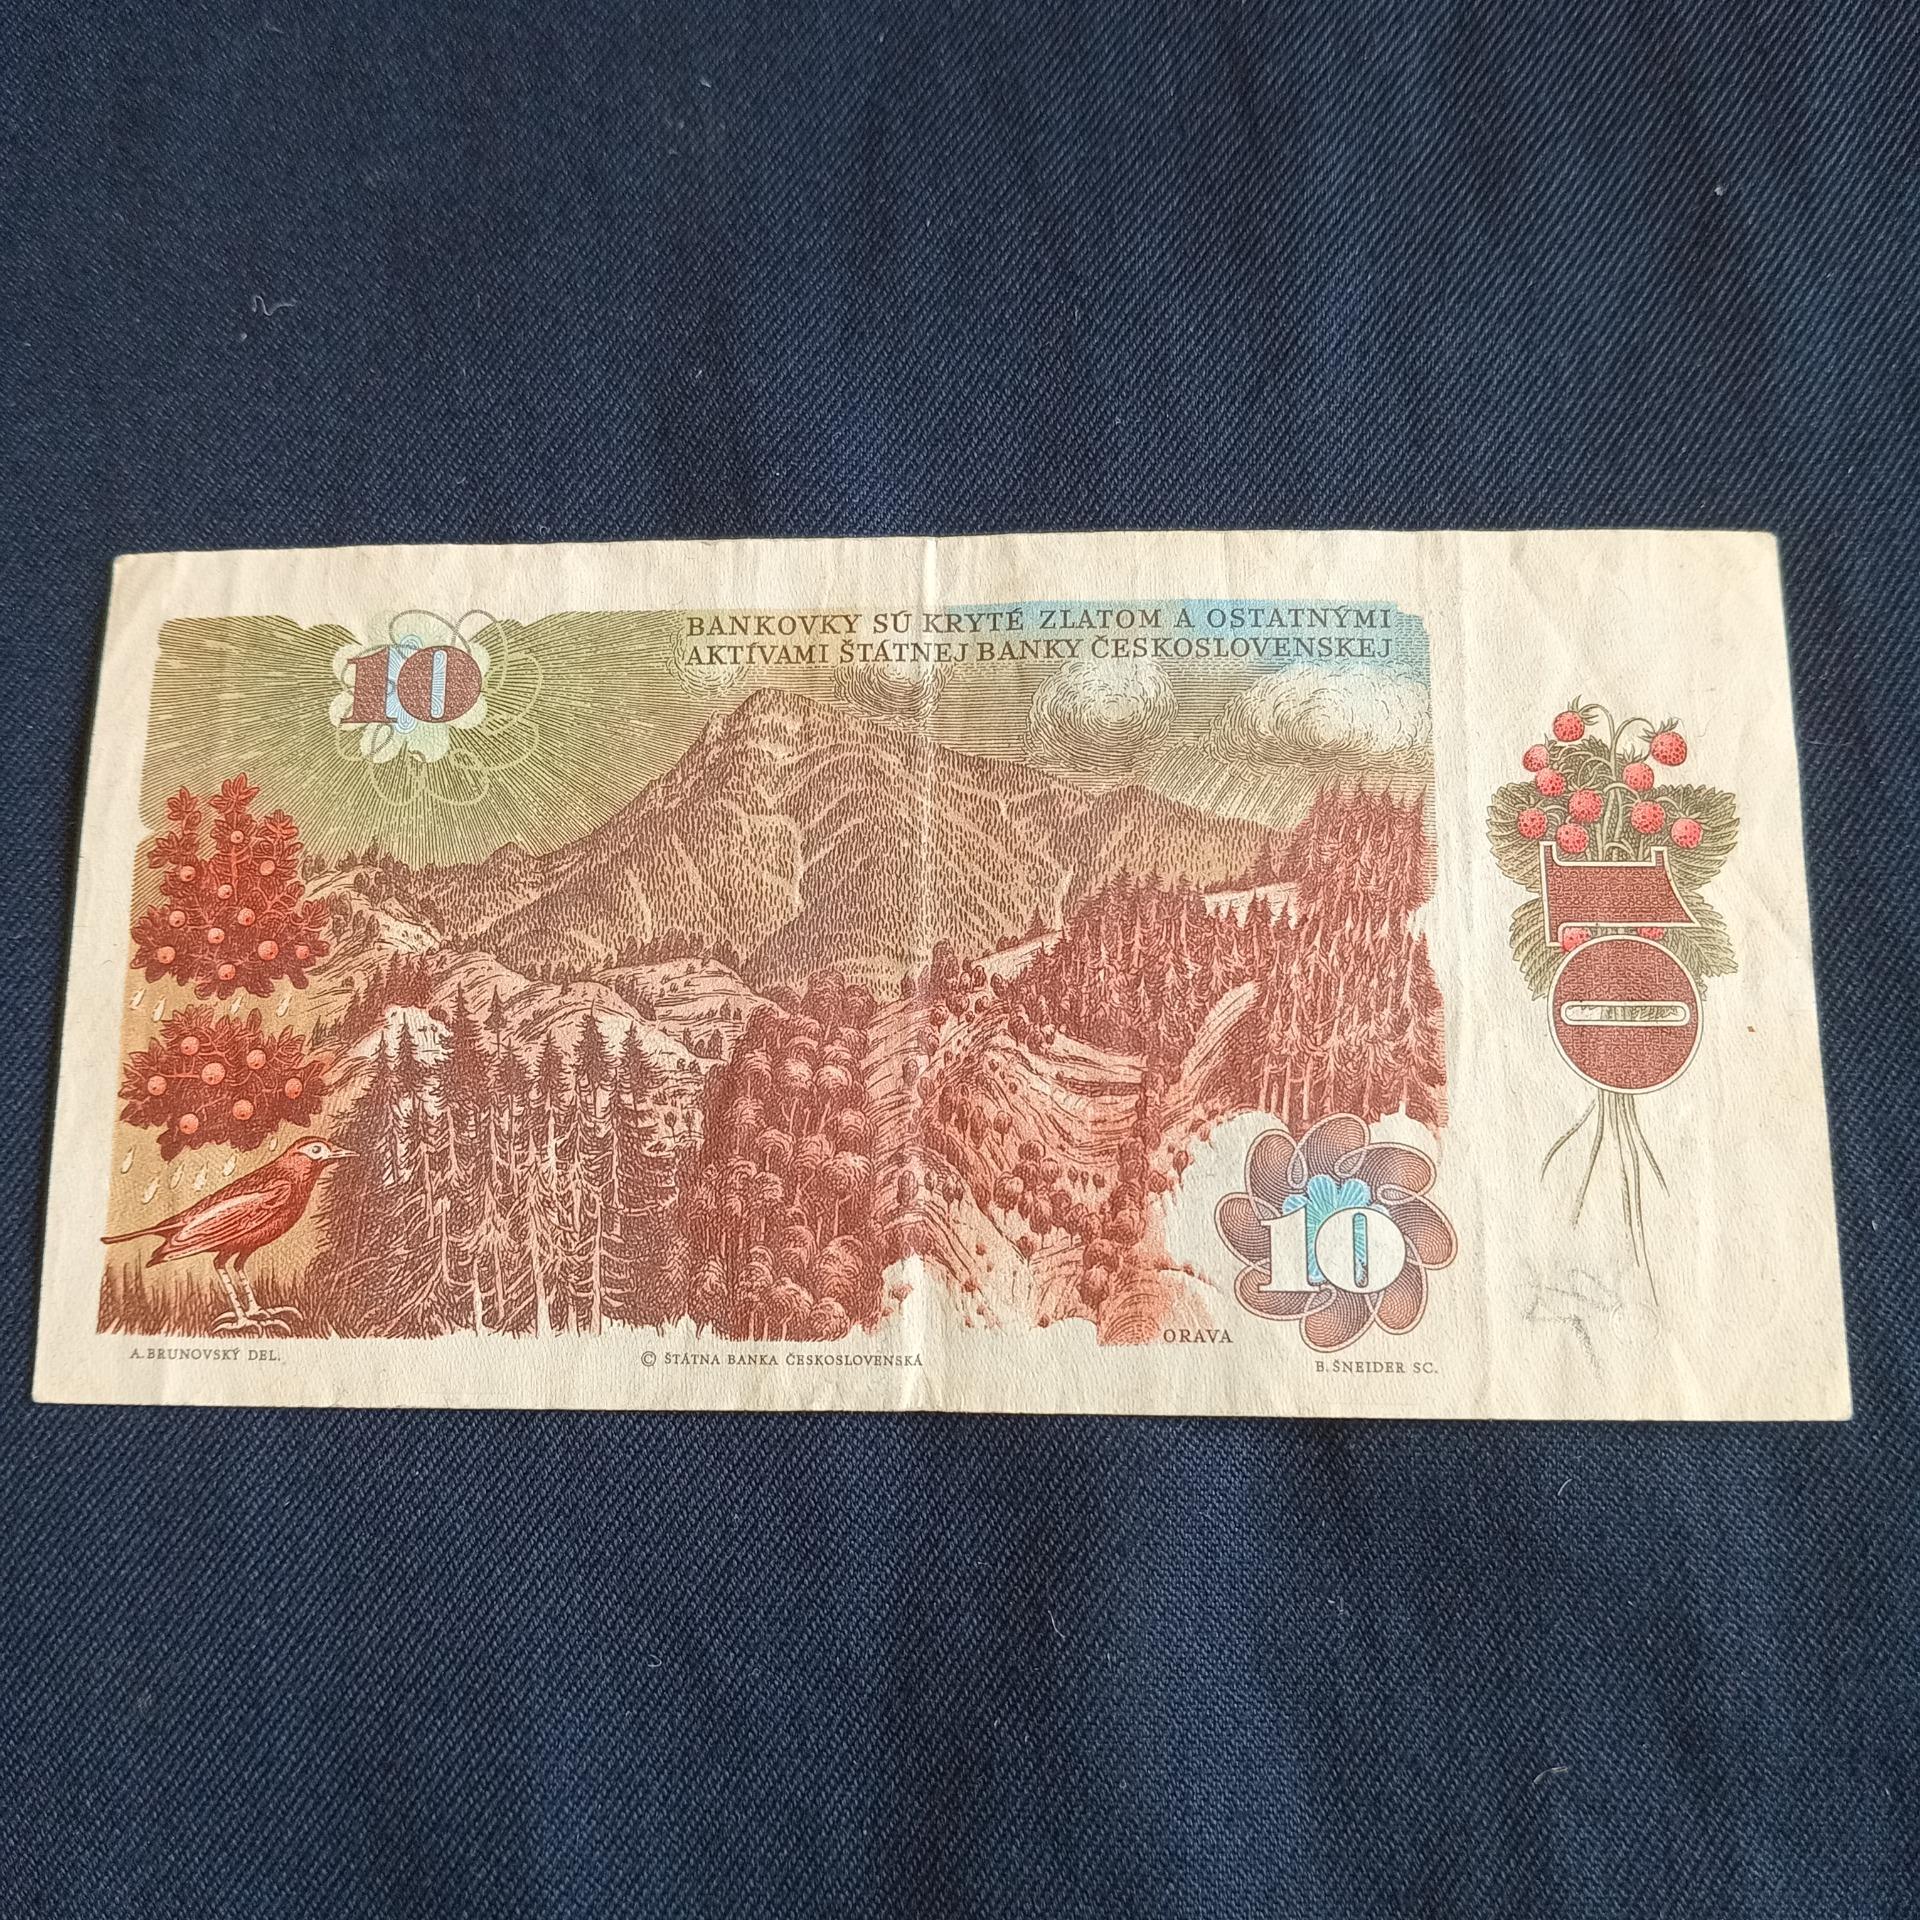 10
BANKOVKY SÚ KRYTÉ ZLATOM A OSTATNÝMI
AKTÍVAMI ŠTÁTNEJ BANKY ČESKOSLOVENSKEJ
10
10
ORAVA
A. BRUNOVSKÝ DEL.
© ŠTÁTNA BANKA ČESKOSLOVENSKÁ
B. ŠNEIDER SC.